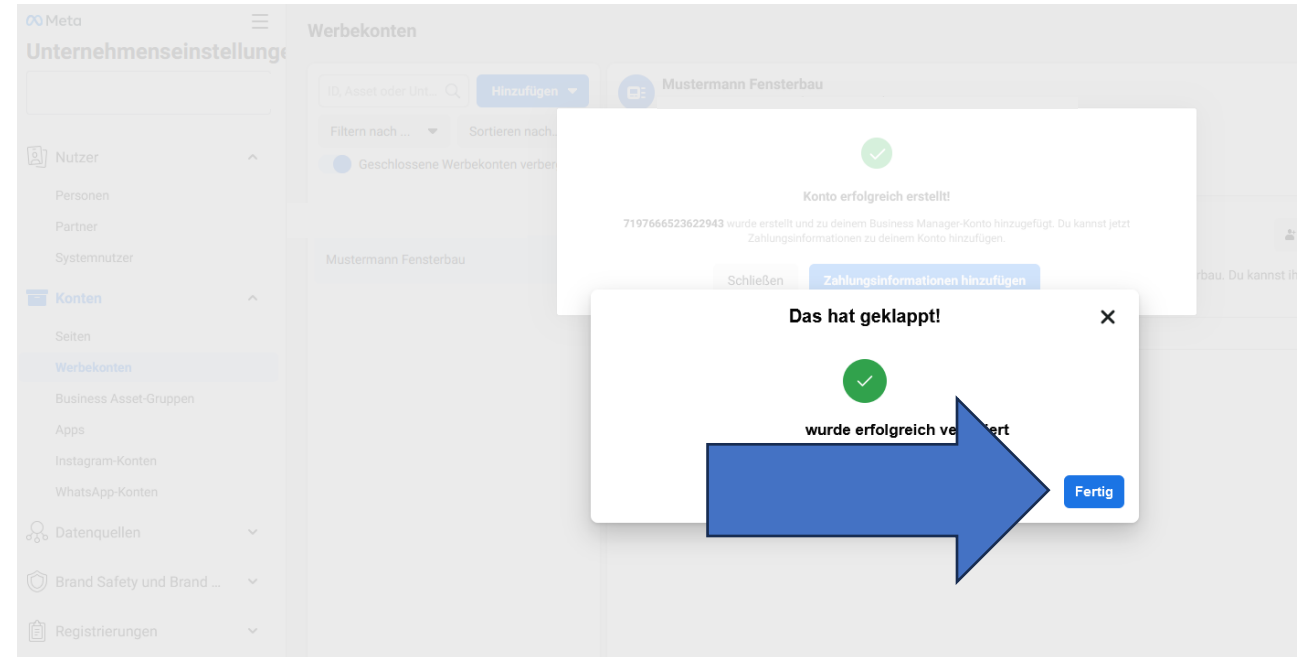 Meta
Unternehmenseinstellunge
Nutzer
Personen
Partner
Systemnutzer
Konten
Seiten
Werbekonten
Business Asset-Gruppen
Apps
Instagram-Konten
WhatsApp-Konten
Datenquellen
Brand Safety und Brand ...
Registrierungen
Werbekonten
ID, Asset oder Unt... Hinzufügen
Filtern nach ... Sortieren nach...
Geschlossene Werbekonten verber
Mustermann Fensterbau
Mustermann Fensterbau
Konto erfolgreich erstellt!
7197666523622943 wurde erstellt und zu deinem Business Manager-Konto hinzugefügt. Du kannst jetzt
Zahlungsinformationen zu deinem Konto hinzufügen.
Schließen Zahlungsinformationen hinzufügen
rbau. Du kannst ih
Das hat geklappt!
wurde erfolgreich
Fertig